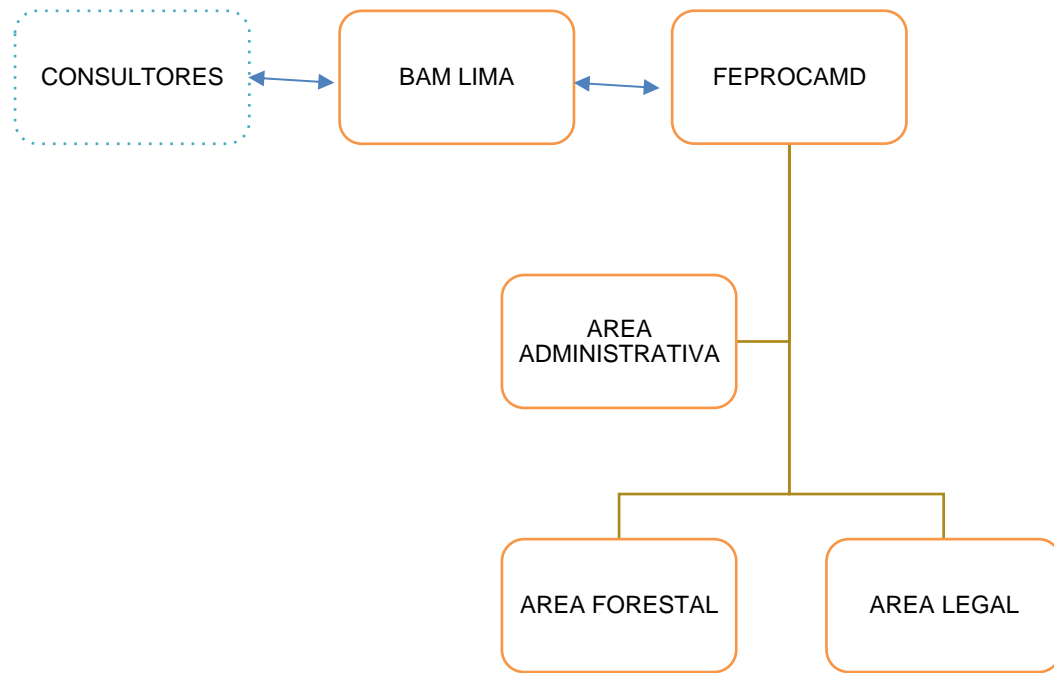 CONSULTORES
BAM LIMA
FEPROCAMD
AREA
ADMINISTRATIVA
AREA FORESTAL
AREA LEGAL